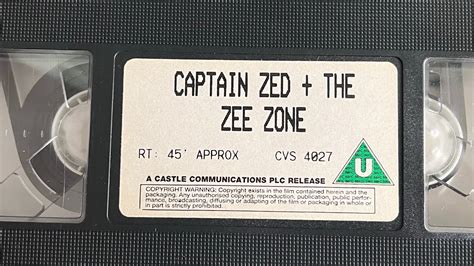 CAPTAIN ZED + THE
ZEE ZONE
RT: 45' APPROX CVS 4027
U
A CASTLE COMMUNICATIONS PLC RELEASE
COPYRIGHT WARNING: Copyright exists in the film contained herein and the
packaging. Any unauthorised copying, reproduction, publication, public perfor-
mance, broadcasting, diffusing or adapting of the film or packaging in whole or
in part is strictly prohibited.